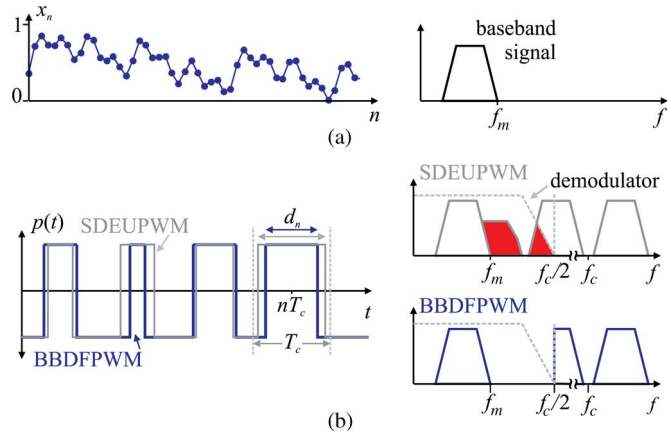 x_n
1
0
n
baseband
signal
f_m
f
(a)
p(t)
SDEUPWM
d_n
nT_c
t
T_c
BBDFPWM
SDEUPWM
demodulator
f_m
f_c/2
f_c
f
BBDFPWM
f_m
f_c/2
f_c
f
(b)